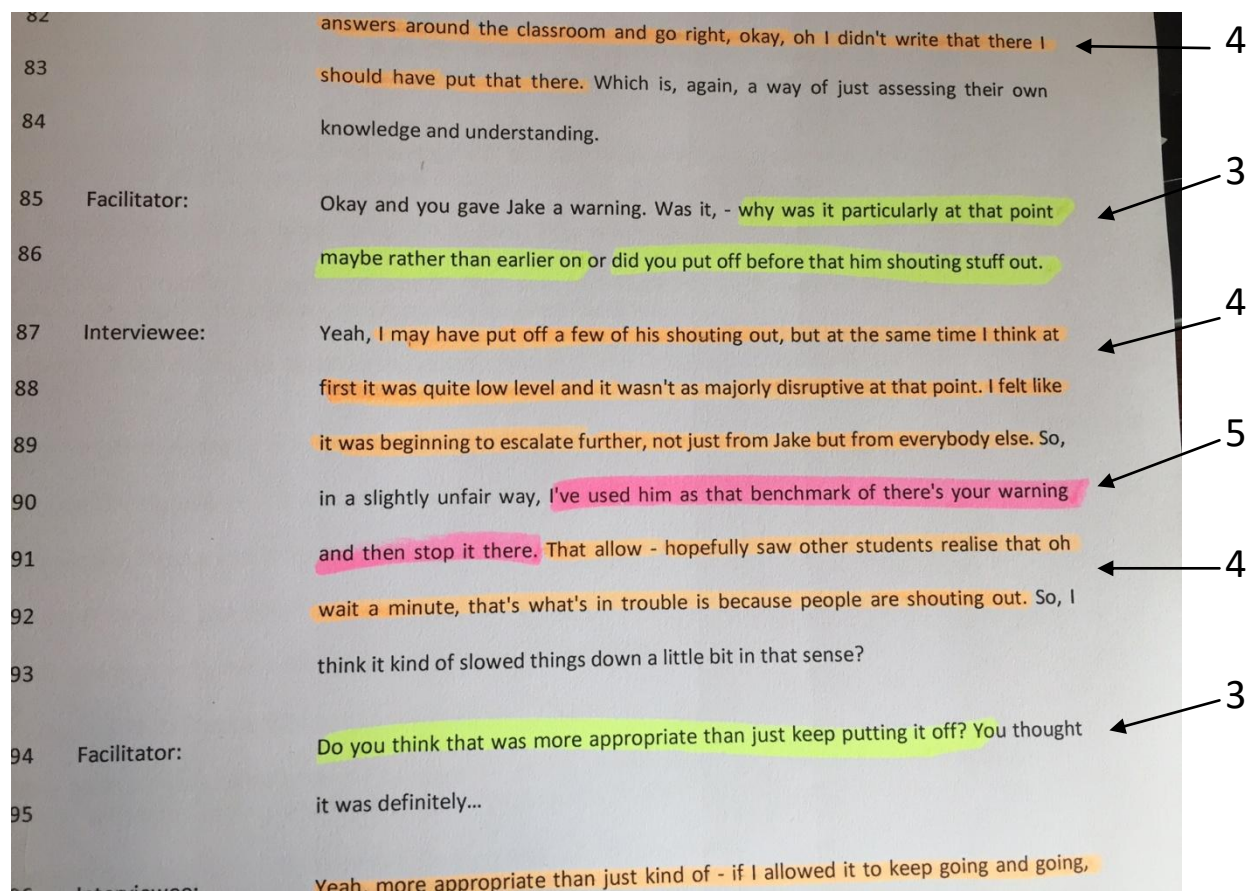 82 answers around the classroom and go right, okay, oh I didn't write that there I 4
83 should have put that there. Which is, again, a way of just assessing their own
84 knowledge and understanding.
3
85 Facilitator: Okay and you gave Jake a warning. Was it, - why was it particularly at that point
86 maybe rather than earlier on or did you put off before that him shouting stuff out.
4
87 Interviewee: Yeah, I may have put off a few of his shouting out, but at the same time I think at
88 first it was quite low level and it wasn't as majorly disruptive at that point. I felt like
89 it was beginning to escalate further, not just from Jake but from everybody else. So, 5
90 in a slightly unfair way, I've used him as that benchmark of there's your warning
91 and then stop it there. That allow - hopefully saw other students realise that oh 4
92 wait a minute, that's what's in trouble is because people are shouting out. So, I
93 think it kind of slowed things down a little bit in that sense?
3
94 Facilitator: Do you think that was more appropriate than just keep putting it off? You thought
95 it was definitely...
Interviewee: Yeah, more appropriate than just kind of - if I allowed it to keep going and going,